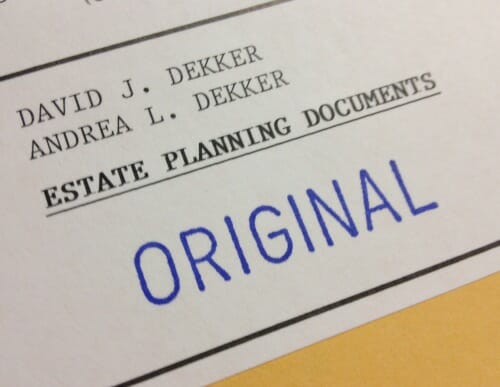 DAVID J. DEKKER
ANDREA L. DEKKER
ESTATE PLANNING DOCUMENTS
ORIGINAL